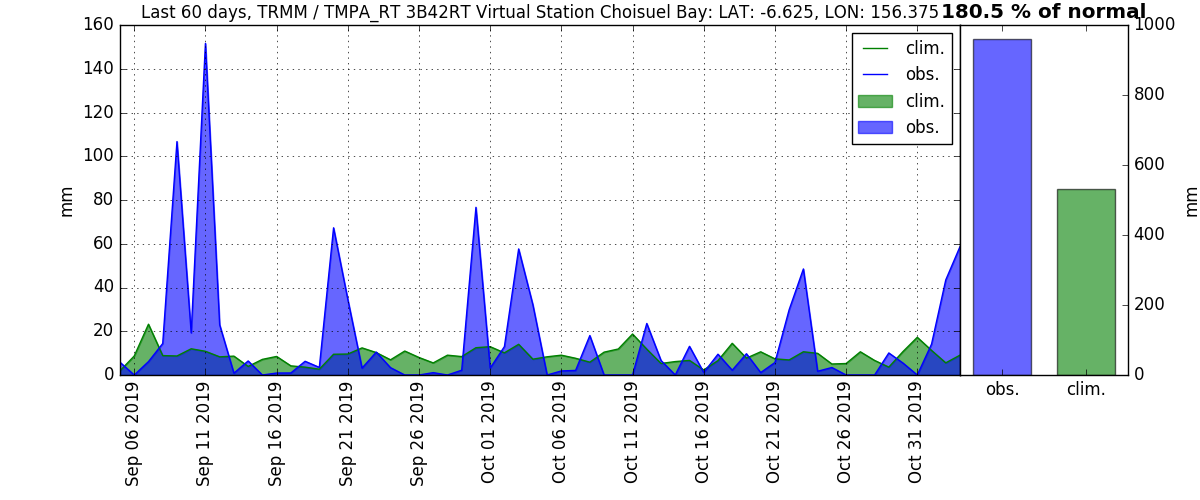 Last 60 days, TRMM / TMPA_RT 3B42RT Virtual Station Choisuel Bay: LAT: -6.625, LON: 156.375
180.5 % of normal
160
140
120
100
80
60
40
20
0
mm
clim.
obs.
clim.
obs.
Sep 06 2019
Sep 11 2019
Sep 16 2019
Sep 21 2019
Sep 26 2019
Oct 01 2019
Oct 06 2019
Oct 11 2019
Oct 16 2019
Oct 21 2019
Oct 26 2019
Oct 31 2019
1000
800
600
400
200
0
mm
obs.
clim.